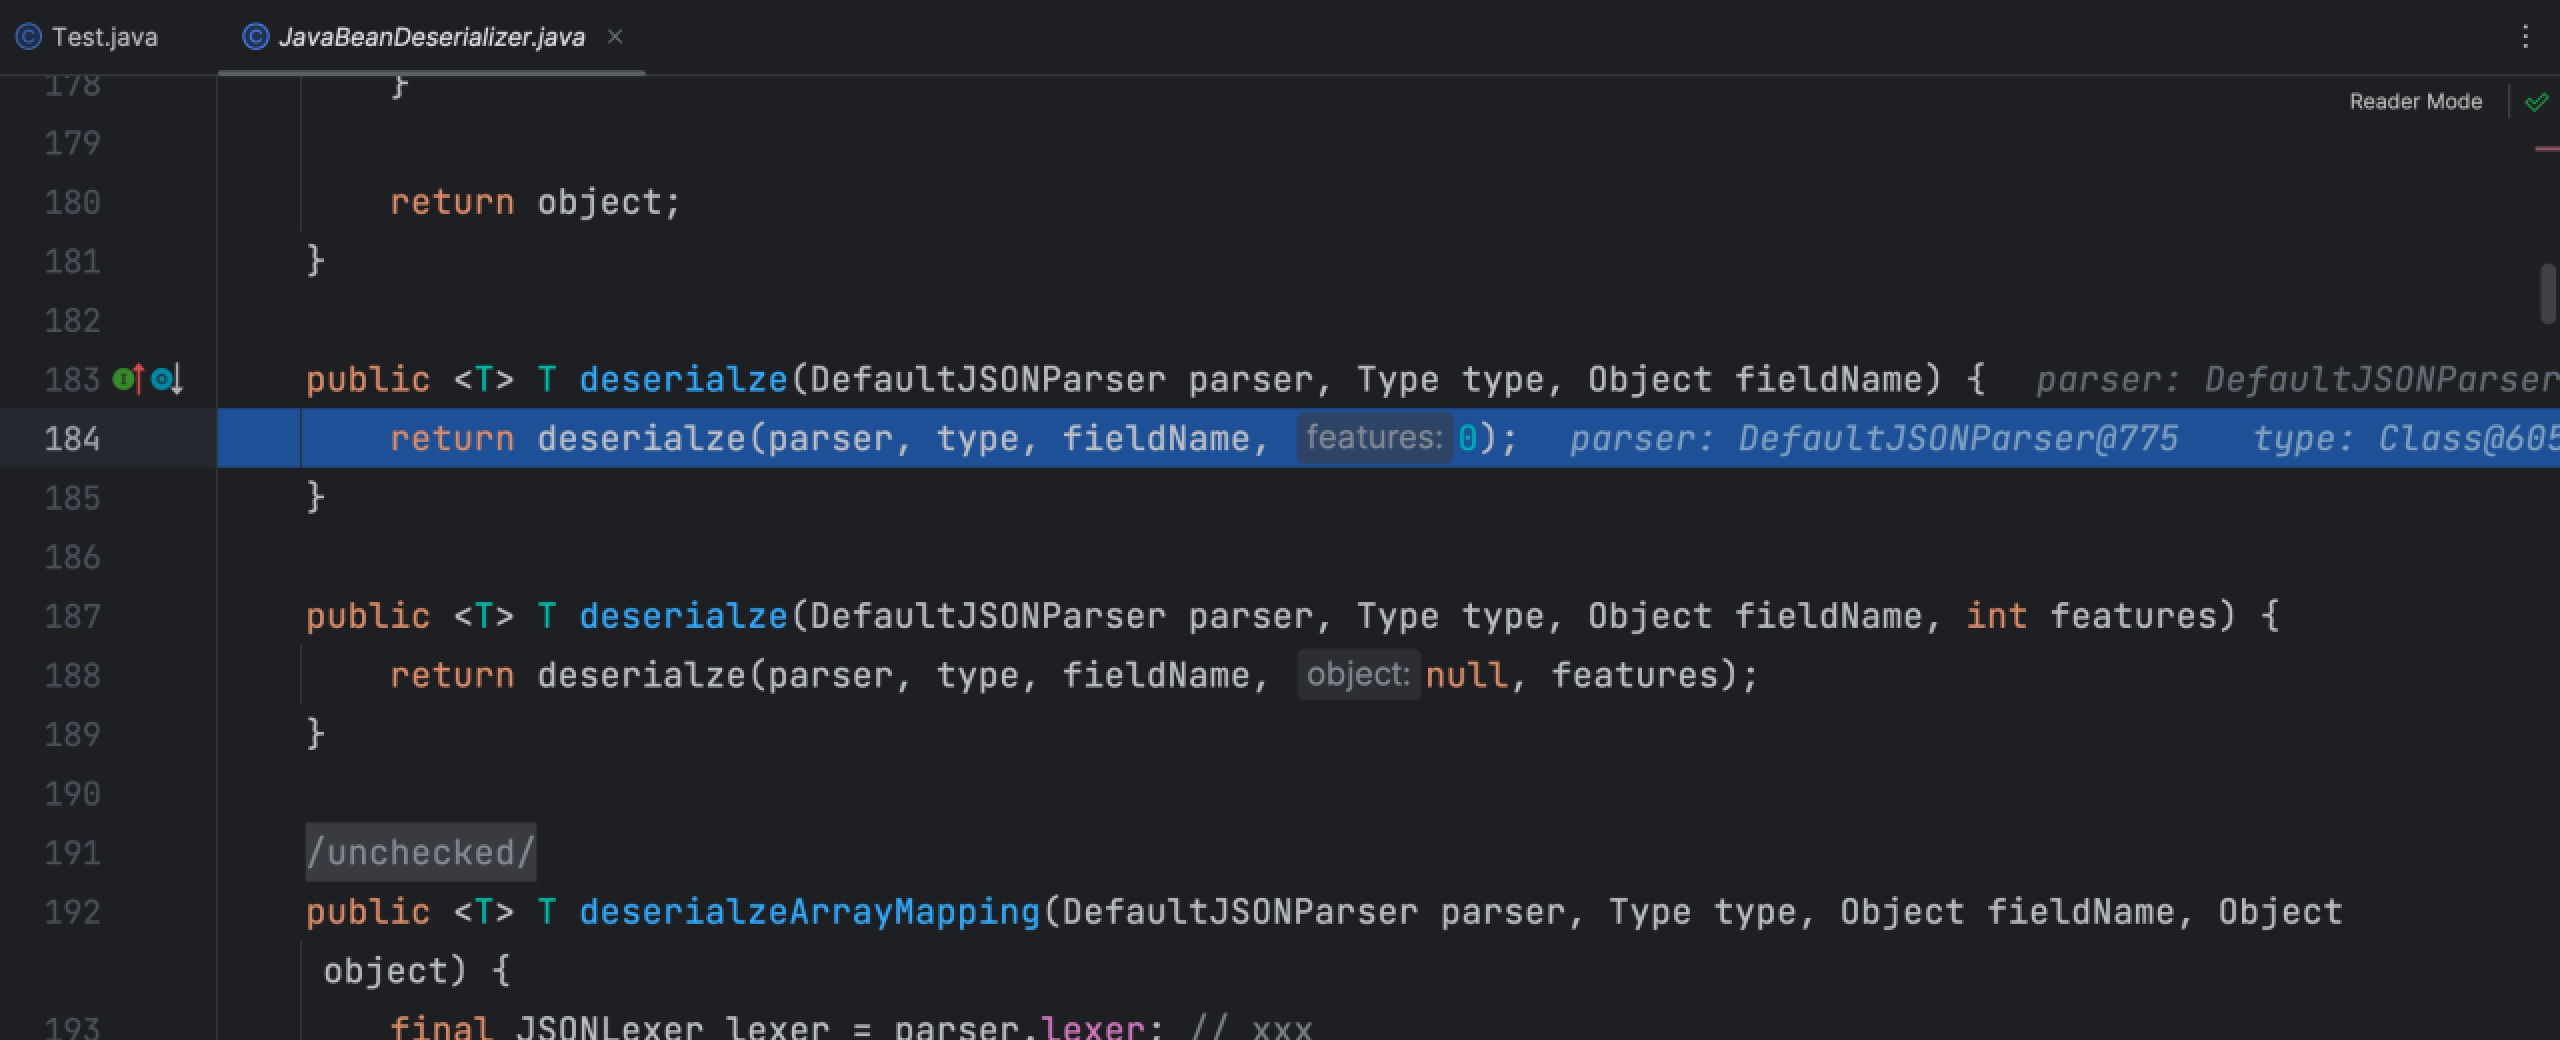 Test.java JavaBeanDeserializer.java
178 }
Reader Mode
179
180 return object;
181 }
182
183 public <T> T deserialze(DefaultJSONParser parser, Type type, Object fieldName) { parser: DefaultJSONParser
184 return deserialze(parser, type, fieldName, features: 0); parser: DefaultJSONParser@775 type: Class@605
185 }
186
187 public <T> T deserialze(DefaultJSONParser parser, Type type, Object fieldName, int features) {
188 return deserialze(parser, type, fieldName, object: null, features);
189 }
190
191 /unchecked/
192 public <T> T deserialzeArrayMapping(DefaultJSONParser parser, Type type, Object fieldName, Object
object) {
193 final JSONLexer lexer = parser.lexer; // xxx